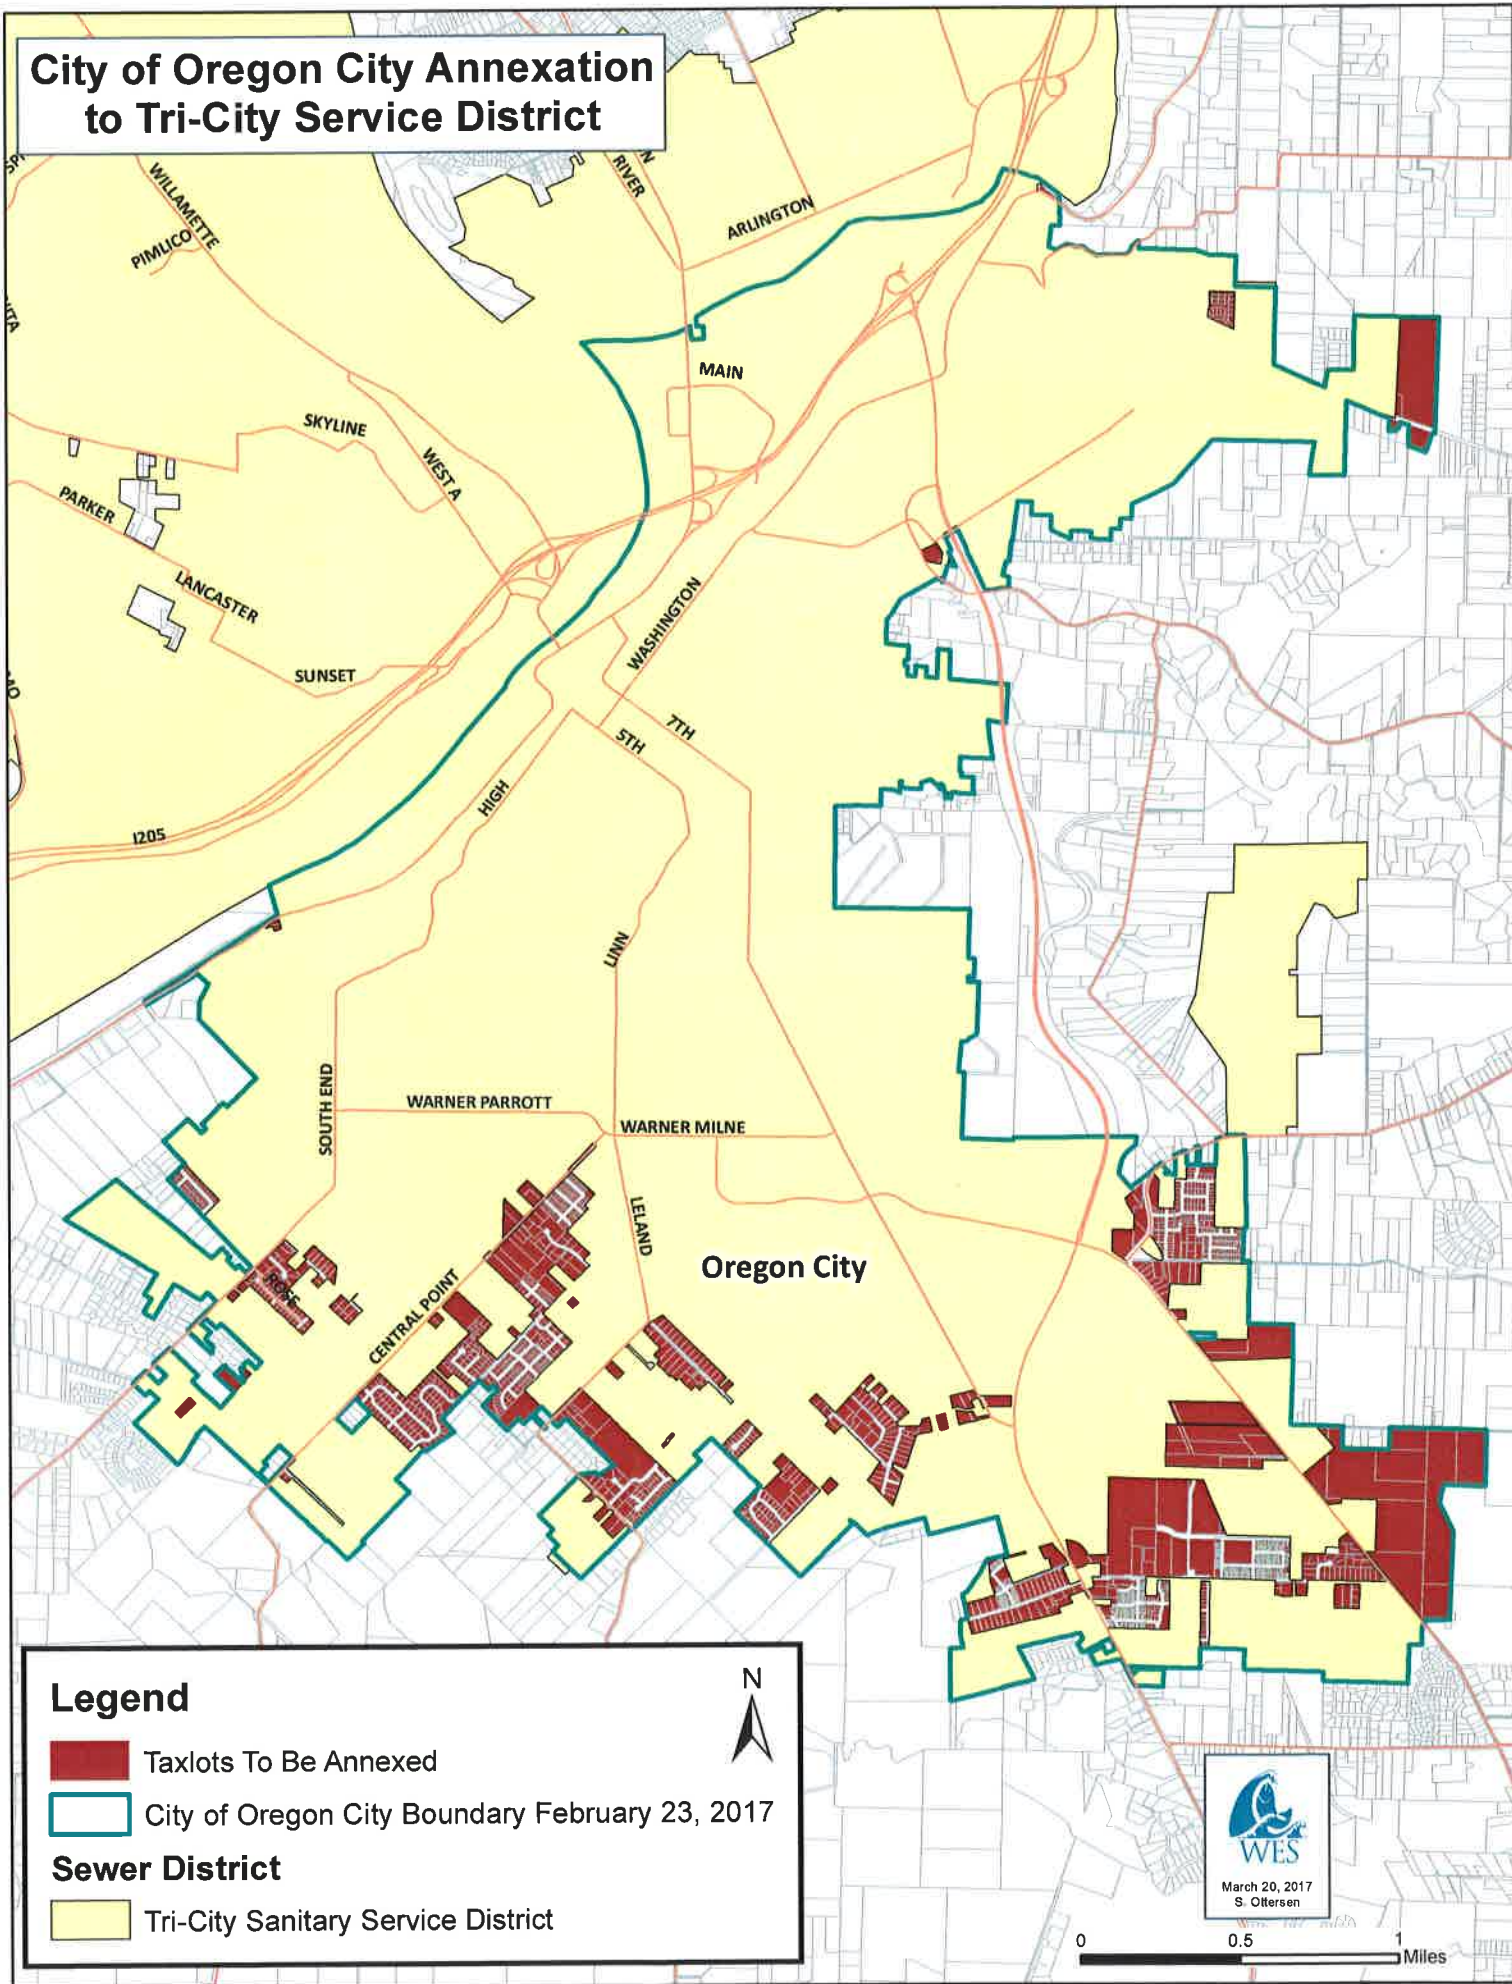 City of Oregon City Annexation
to Tri-City Service District
WILLAMETTE
PIMLICO
RIVER
ARLINGTON
MAIN
SKYLINE
WEST A
PARKER
LANCASTER
SUNSET
WASHINGTON
7TH
5TH
HIGH
I205
LINN
SOUTH END
WARNER PARROTT
WARNER MILNE
LELAND
Oregon City
ROSE
CENTRAL POINT
Legend
N
Taxlots To Be Annexed
City of Oregon City Boundary February 23, 2017
Sewer District
Tri-City Sanitary Service District
WES
March 20, 2017
S. Ottersen
0 0.5 1
Miles